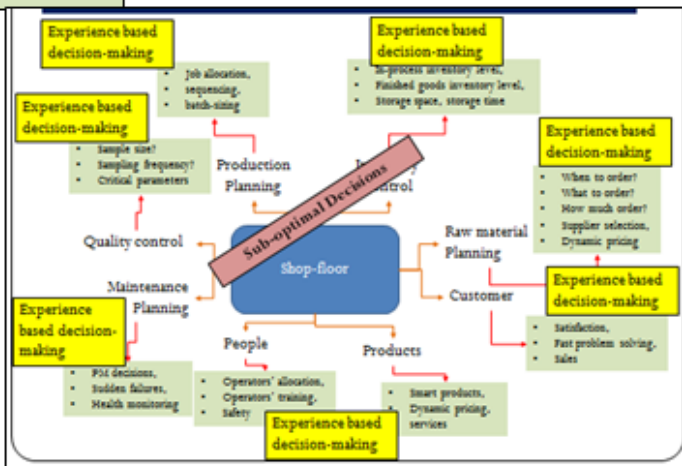 Experience based
decision-making
Job allocation,
sequencing,
batch-sizing
Experience based
decision-making
In-process inventory level,
Finished goods inventory level,
Storage space, storage time
Experience based
decision-making
Sample size?
Sampling frequency?
Critical parameters
Production
Planning
Control
Sub-optimal Decisions
Experience based
decision-making
When to order?
What to order?
How much order?
Supplier selection,
Dynamic pricing
Quality control
Shop-floor
Raw material
Planning
Maintenance
Planning
Customer
Experience based
decision-making
Experience
based decision-
making
PM decisions,
Sudden failures,
Health monitoring
People
Operators' allocation,
Operators' training,
Safety
Products
Smart products,
Dynamic pricing,
services
Satisfaction,
Fast problem solving,
Sales
Experience based
decision-making